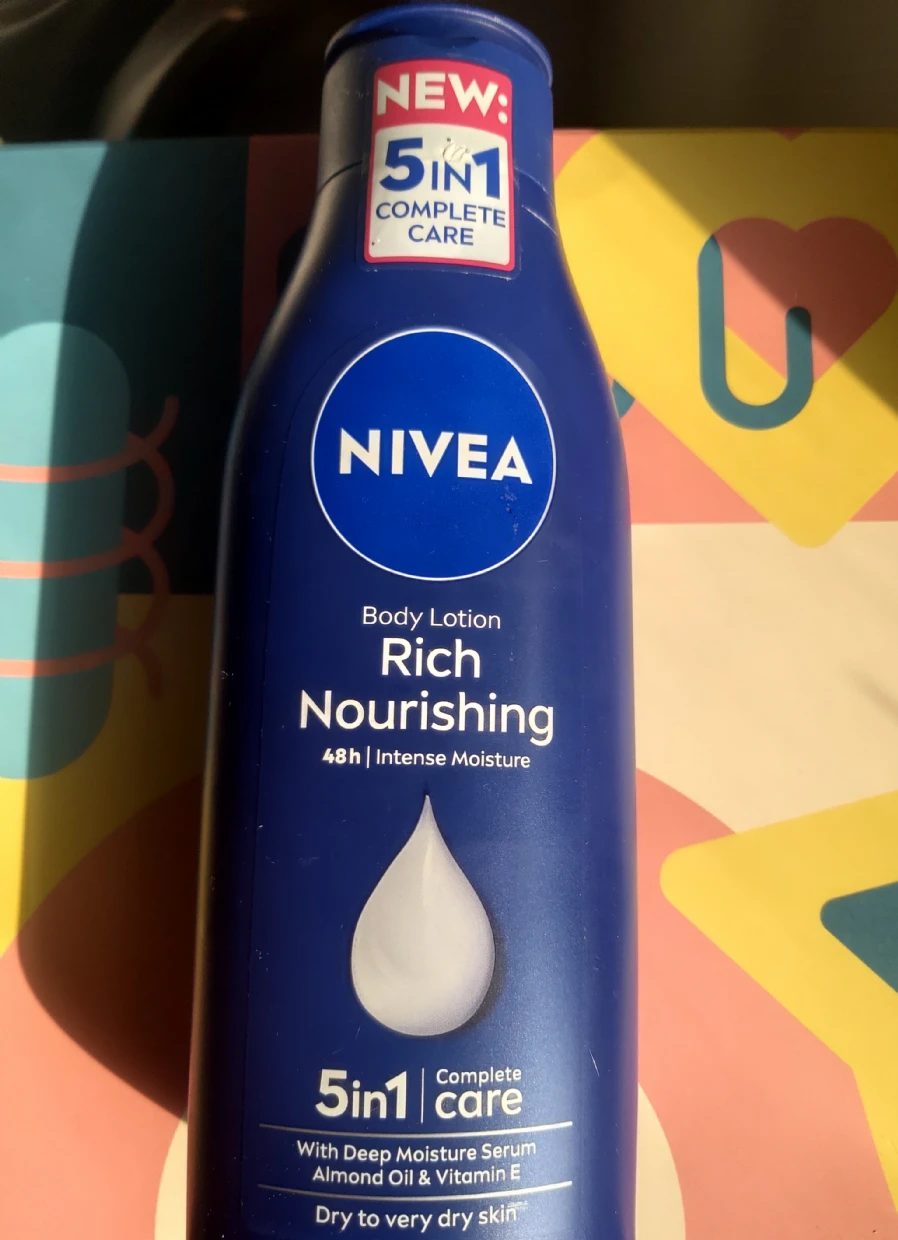 NEW:
5IN1
COMPLETE
CARE
NIVEA
U
Body Lotion
Rich
Nourishing
48h | Intense Moisture
5in1 | Complete
care
With Deep Moisture Serum
Almond Oil & Vitamin E
Dry to very dry skin